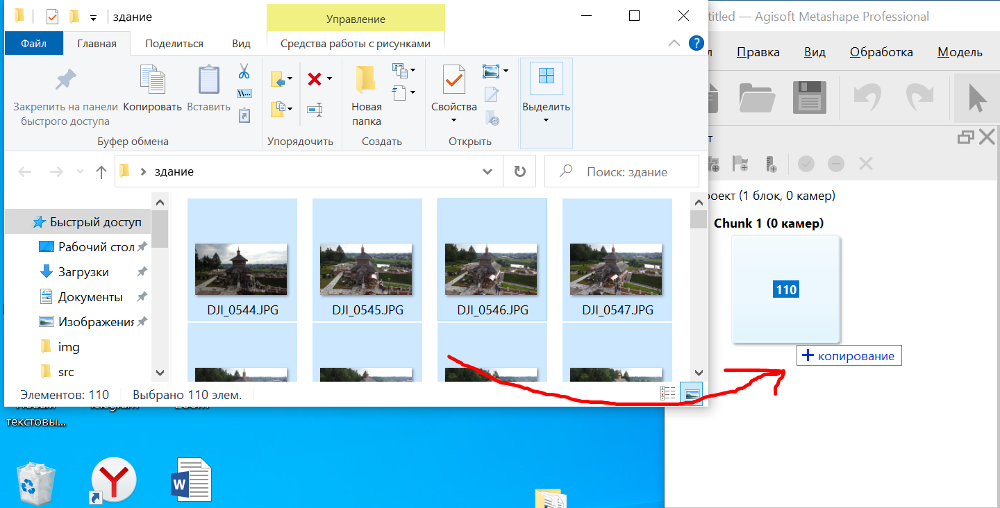 здание
Управление
titled — Agisoft Metashape Professional
Файл
Главная
Поделиться
Вид
Средства работы с рисунками
?
л
Правка
Вид
Обработка
Модель
Закрепить на панели
быстрого доступа
Копировать
Вставить
Новая
папка
Свойства
Выделить
Буфер обмена
Упорядочить
Создать
Открыть
т
здание
Поиск: здание
роект (1 блок, 0 камер)
Chunk 1 (0 камер)
Быстрый доступ
Рабочий стол
Загрузки
Документы
Изображения
img
src
DJI_0544.JPG
DJI_0545.JPG
DJI_0546.JPG
DJI_0547.JPG
110
+ копирование
Элементов: 110
Выбрано 110 элем.
Новый
текстовы...
Telegram
Zoom
W